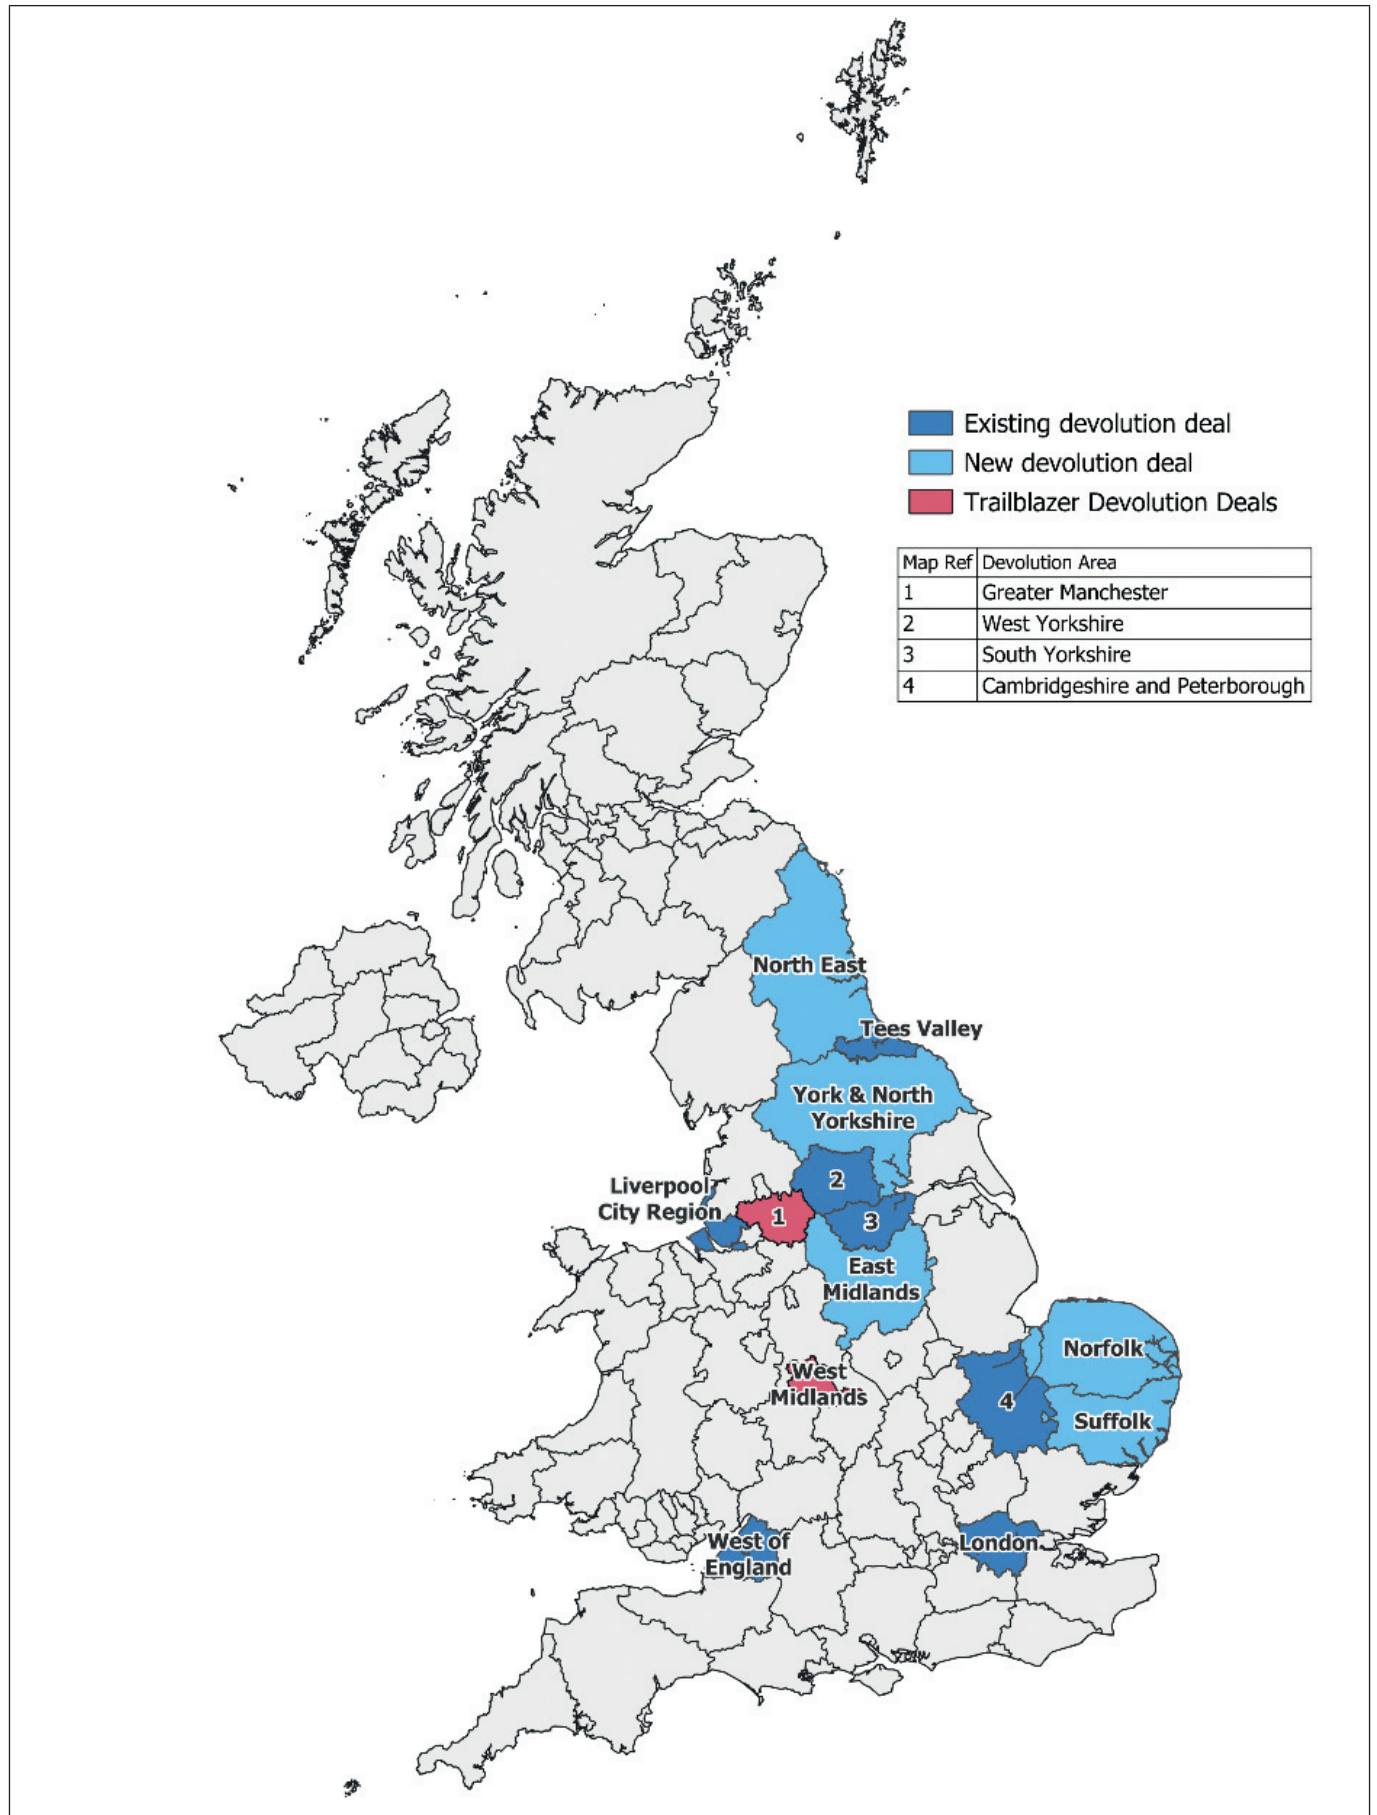 Existing devolution deal
New devolution deal
Trailblazer Devolution Deals
Map Ref Devolution Area
1 Greater Manchester
2 West Yorkshire
3 South Yorkshire
4 Cambridgeshire and Peterborough
North East
Tees Valley
York & North
Yorkshire
2
Liverpool
City Region
1
3
East
Midlands
Norfolk
West
Midlands
4
Suffolk
West of
England
London